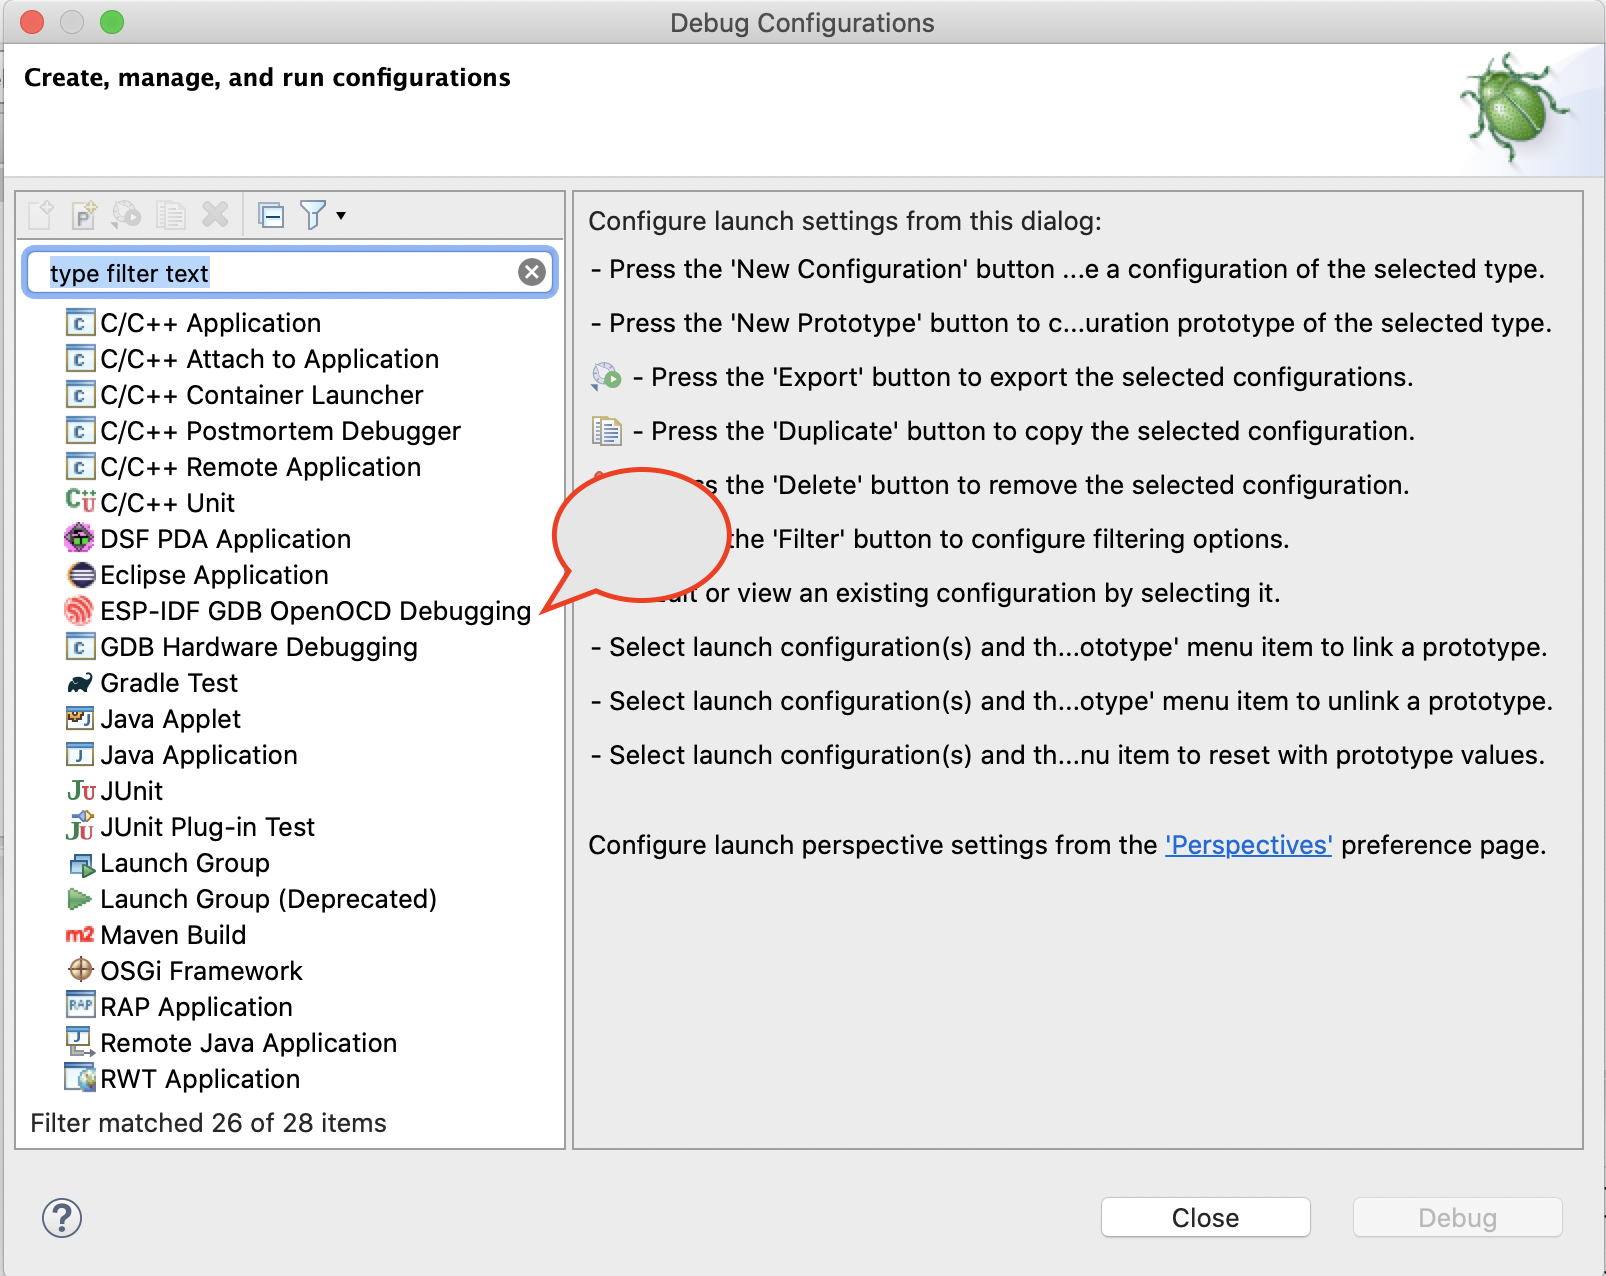 Debug Configurations
Create, manage, and run configurations
type filter text
C/C++ Application
C/C++ Attach to Application
C/C++ Container Launcher
C/C++ Postmortem Debugger
C/C++ Remote Application
C/C++ Unit
DSF PDA Application
Eclipse Application
ESP-IDF GDB OpenOCD Debugging
GDB Hardware Debugging
Gradle Test
Java Applet
Java Application
JUnit
JUnit Plug-in Test
Launch Group
Launch Group (Deprecated)
Maven Build
OSGi Framework
RAP Application
Remote Java Application
RWT Application
Filter matched 26 of 28 items
Configure launch settings from this dialog:
- Press the 'New Configuration' button ...e a configuration of the selected type.
- Press the 'New Prototype' button to c...uration prototype of the selected type.
- Press the 'Export' button to export the selected configurations.
- Press the 'Duplicate' button to copy the selected configuration.
the 'Delete' button to remove the selected configuration.
the 'Filter' button to configure filtering options.
or view an existing configuration by selecting it.
- Select launch configuration(s) and th...ototype' menu item to link a prototype.
- Select launch configuration(s) and th...otype' menu item to unlink a prototype.
- Select launch configuration(s) and th...nu item to reset with prototype values.
Configure launch perspective settings from the 'Perspectives' preference page.
Close
Debug